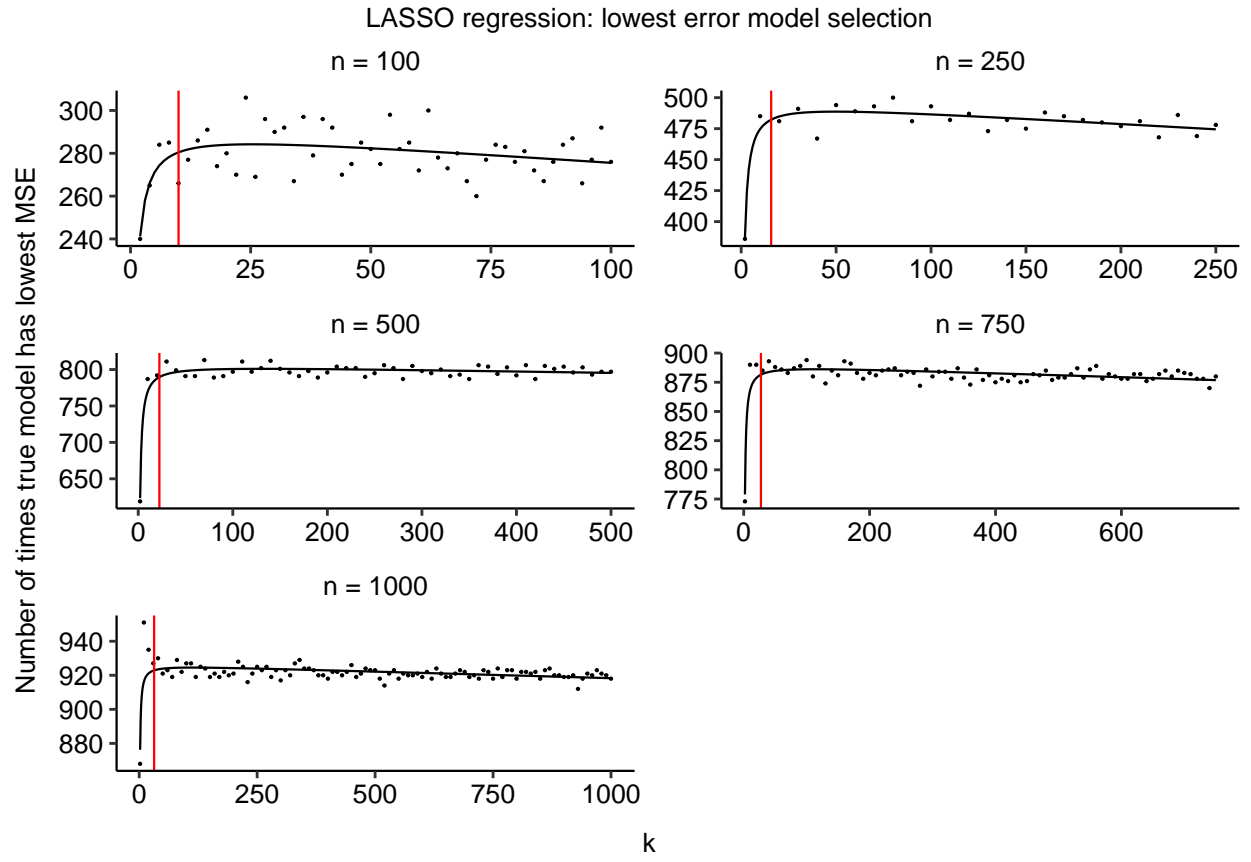 LASSO regression: lowest error model selection
Number of times true model has lowest MSE
n = 100
300
280
260
240
0 25 50 75 100
n = 250
500
475
450
425
400
0 50 100 150 200 250
n = 500
800
750
700
650
0 100 200 300 400 500
n = 750
900
875
850
825
800
775
0 200 400 600
n = 1000
940
920
900
880
0 250 500 750 1000
k